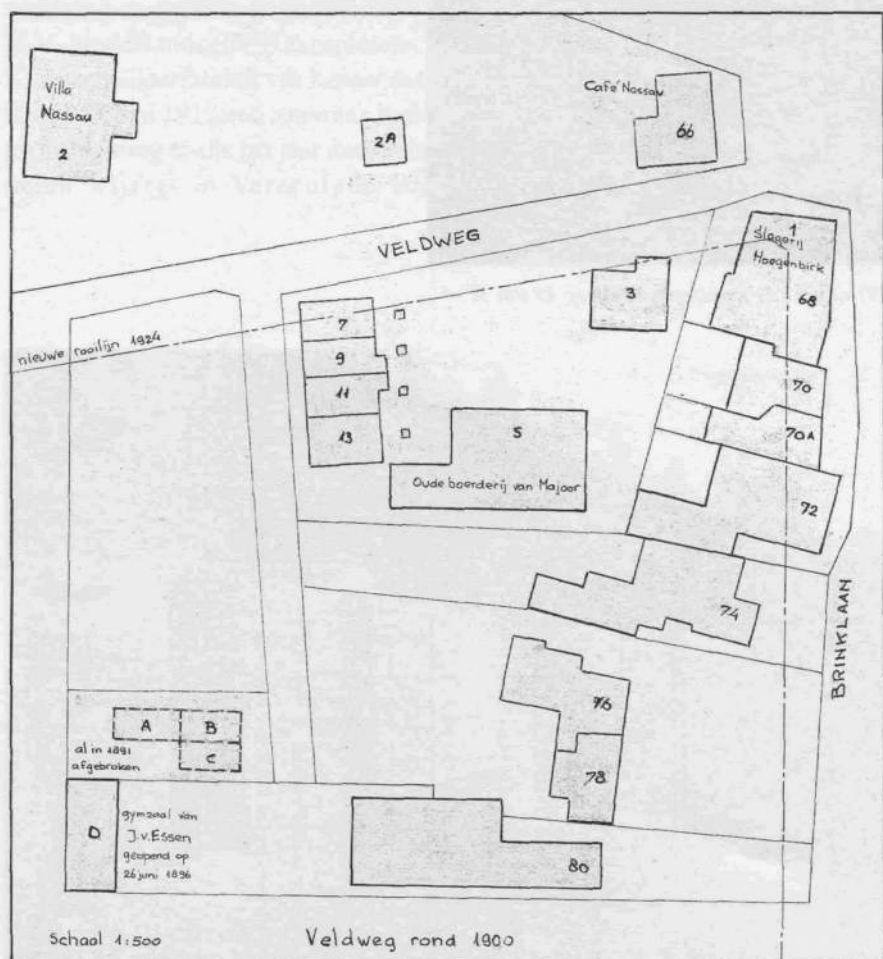 Villa
Nassau
2
2A
Café Nassau
66
VELDWEG
1
Slagerij
Hoegenbirk
68
3
nieuwe rooilijn 1924
7
9
11
13
5
Oude boerderij van Majoor
70
70A
72
74
BRINKLAAN
76
78
A
B
C
al in 1891
afgebroken
D
gymzaal van
J.v.Essen
geopend op
26 juni 1896
80
Schaal 1:500
Veldweg rond 1900